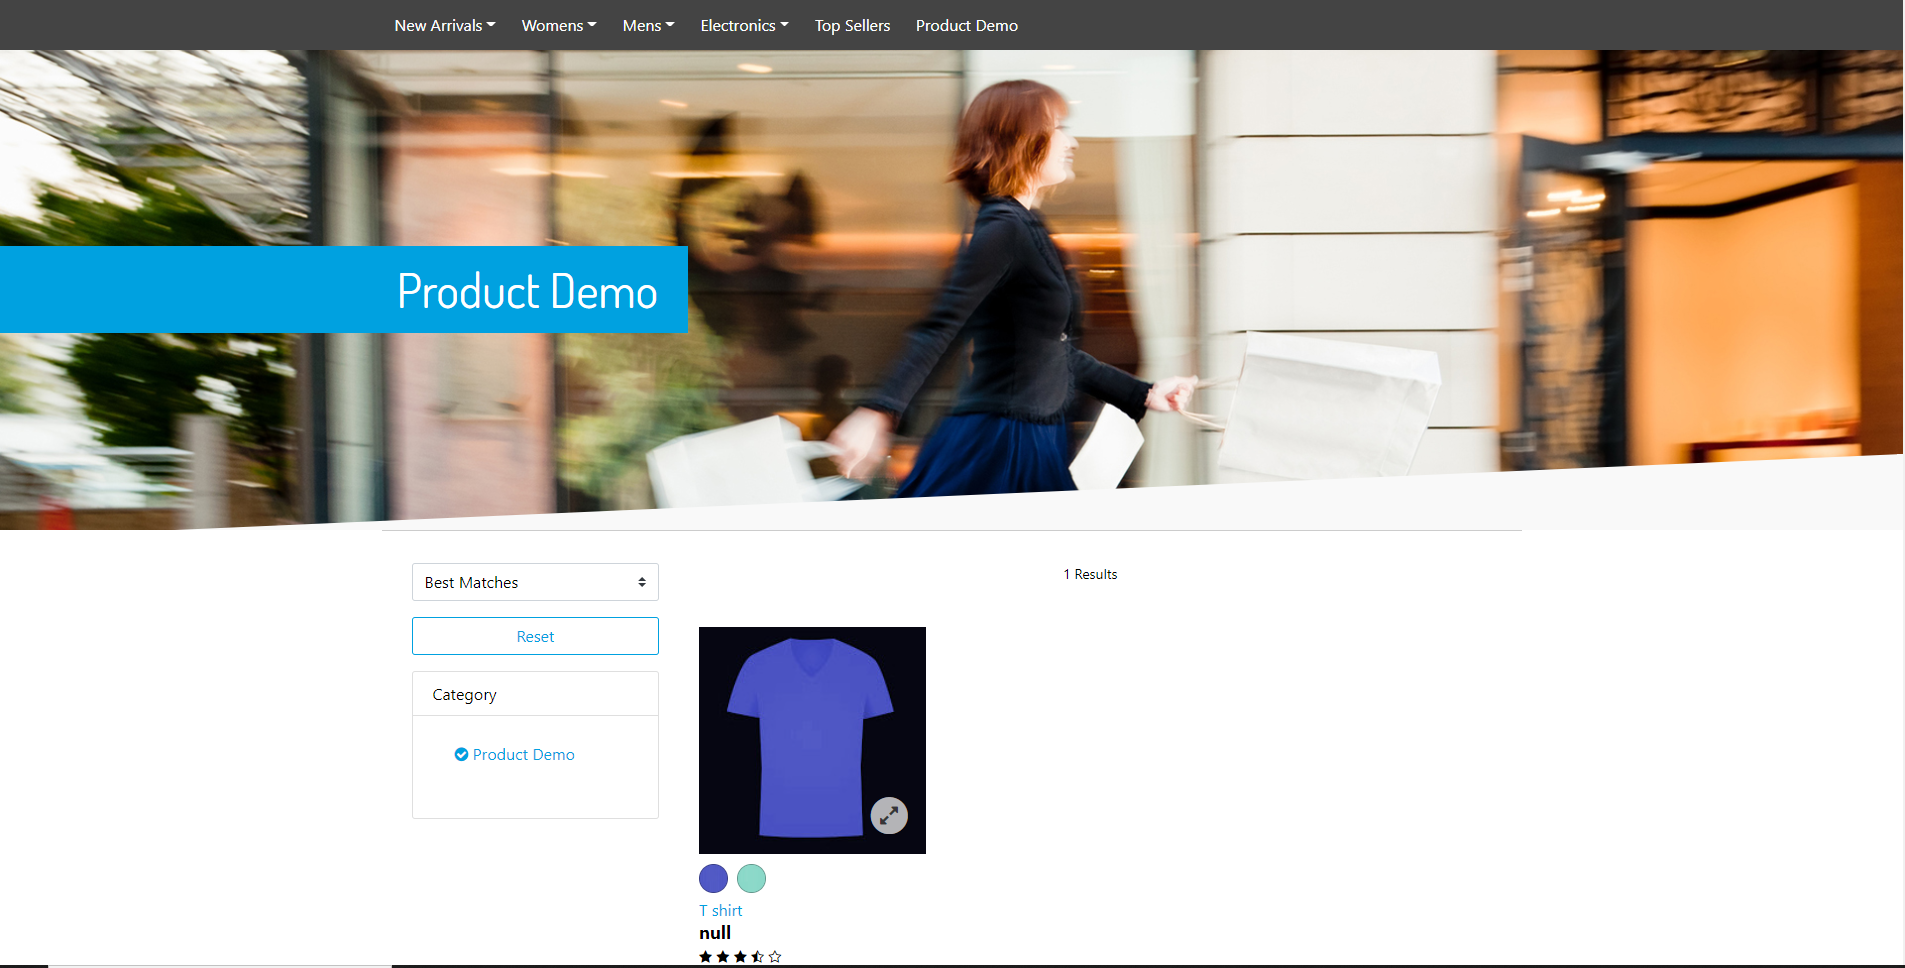 New Arrivals Womens Mens Electronics Top Sellers Product Demo
Product Demo
Best Matches
1 Results
Reset
Category
Product Demo
T shirt
null